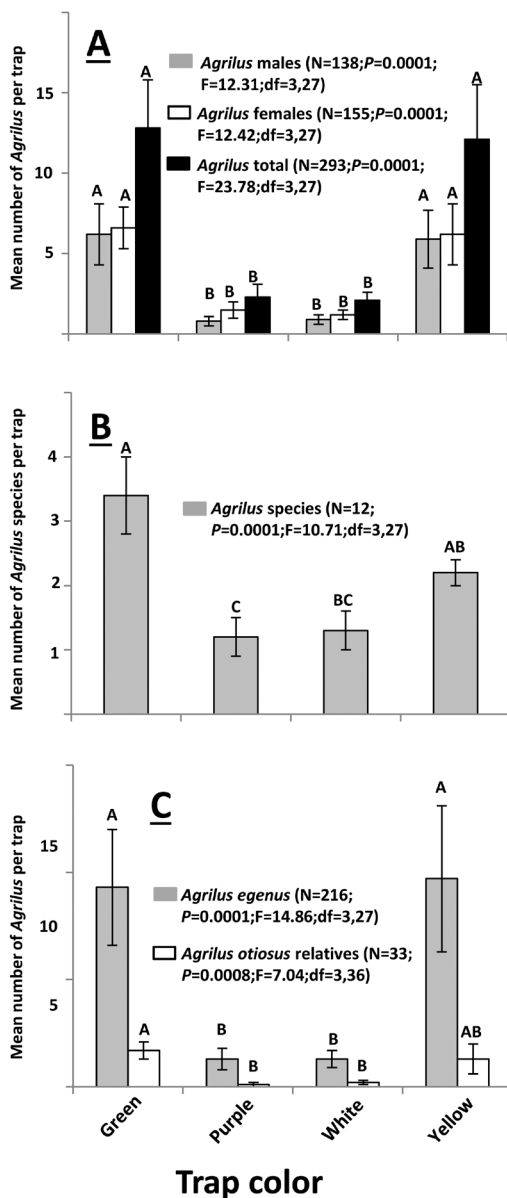 A
Agrilus males (N=138;P=0.0001;
F=12.31;df=3,27)
Agrilus females (N=155;P=0.0001;
F=12.42;df=3,27)
Agrilus total (N=293;P=0.0001;
F=23.78;df=3,27)
Mean number of Agrilus per trap
15
10
5
A
A
A
B
B
B
B
B
B
A
A
A
B
Agrilus species (N=12;
P=0.0001;F=10.71;df=3,27)
Mean number of Agrilus species per trap
4
3
2
1
A
C
BC
AB
C
Agrilus egenus (N=216;
P=0.0001;F=14.86;df=3,27)
Agrilus otiosus relatives (N=33;
P=0.0008;F=7.04;df=3,36)
Mean number of Agrilus per trap
15
10
5
A
A
B
B
B
B
A
AB
Green
Purple
White
Yellow
Trap color